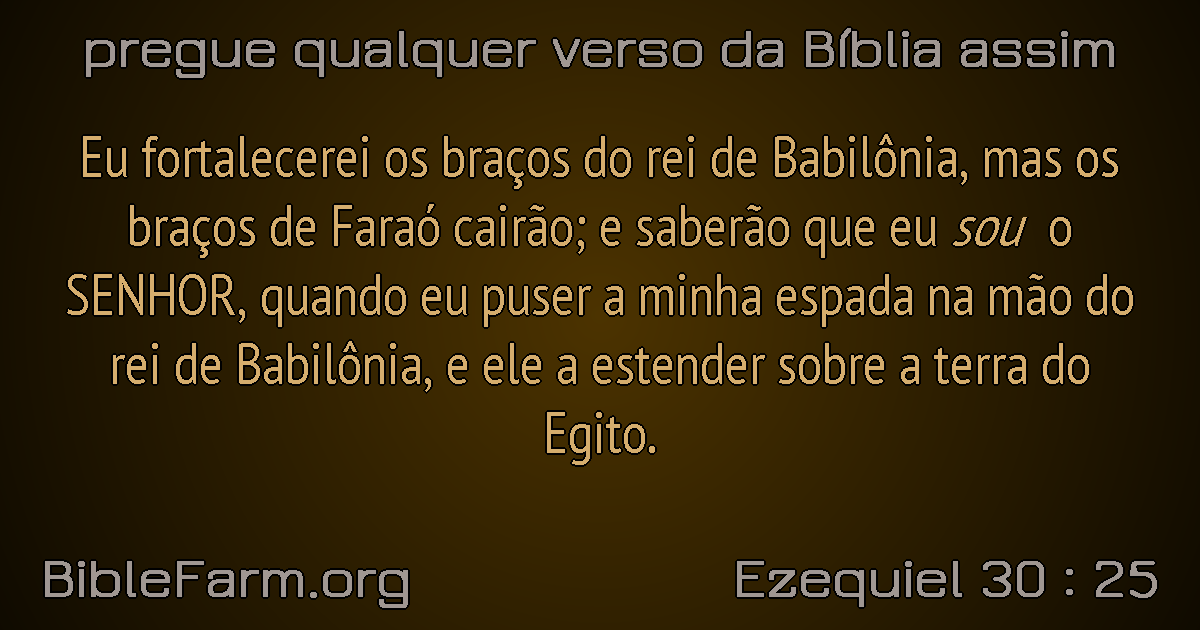 pregue qualquer verso da Bíblia assim
Eu fortalecerei os braços do rei de Babilônia, mas os
braços de Faraó cairão; e saberão que eu sou o
SENHOR, quando eu puser a minha espada na mão do
rei de Babilônia, e ele a estender sobre a terra do
Egito.
BibleFarm.org
Ezequiel 30 : 25